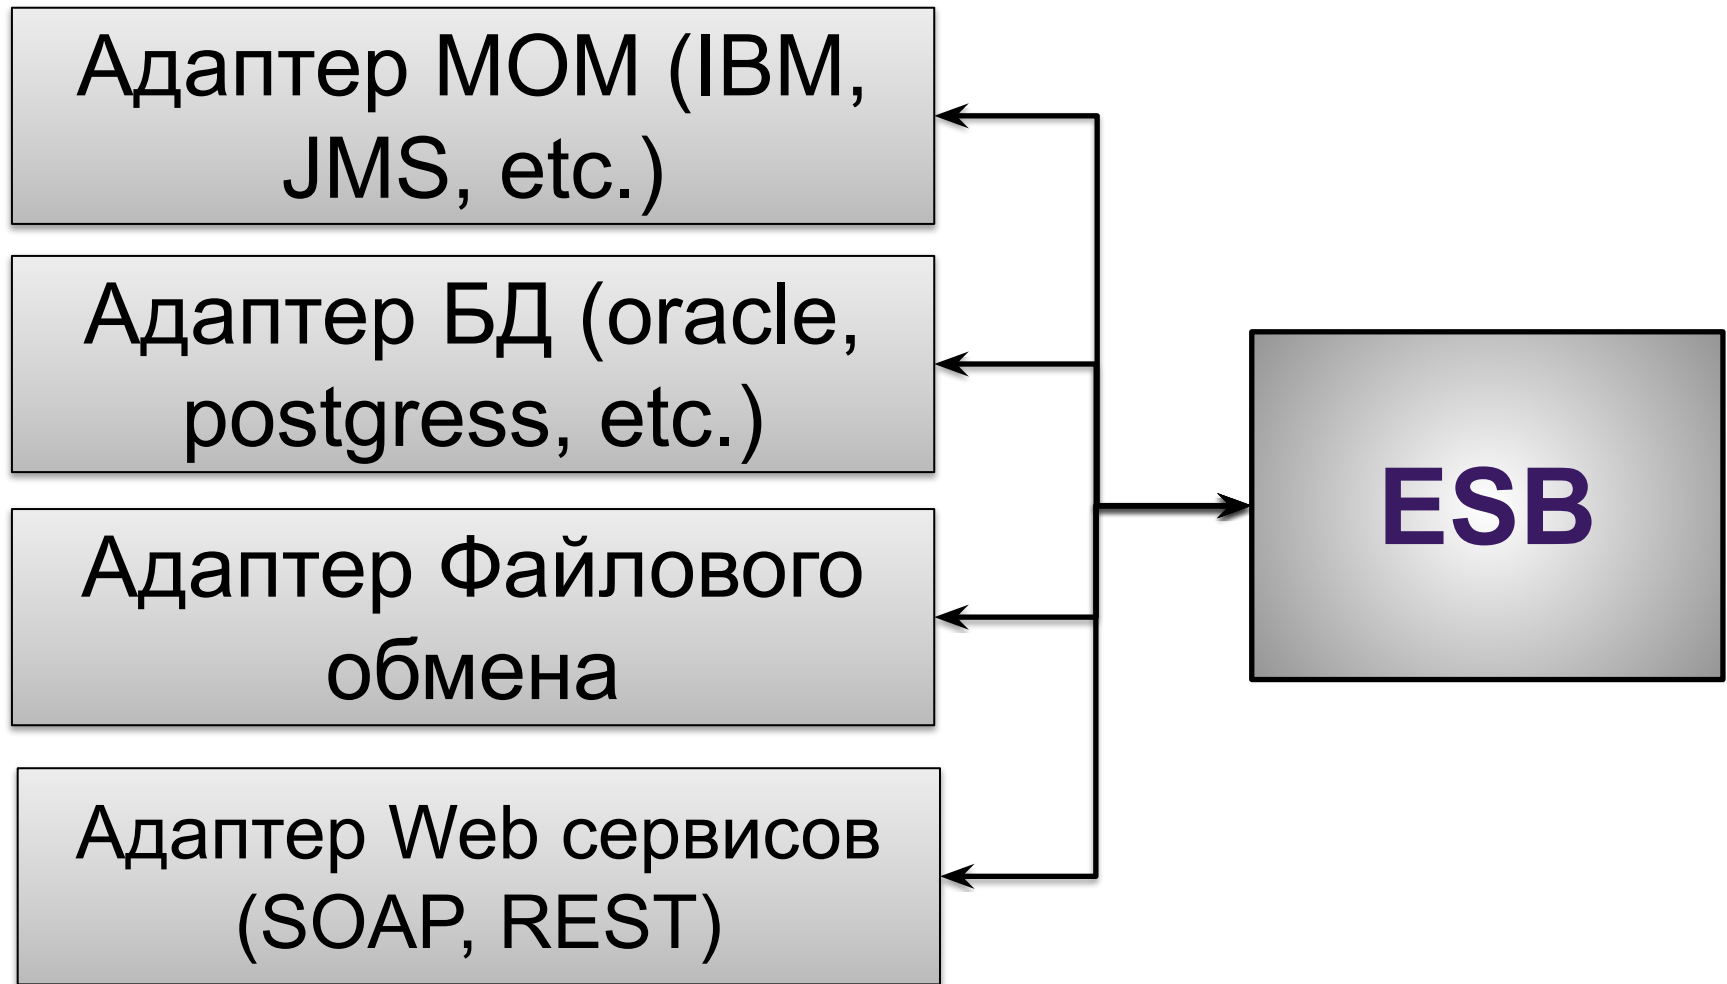 Адаптер MOM (IBM,
JMS, etc.)
Адаптер БД (oracle,
postgress, etc.)
Адаптер Файлового
обмена
Адаптер Web сервисов
(SOAP, REST)
ESB